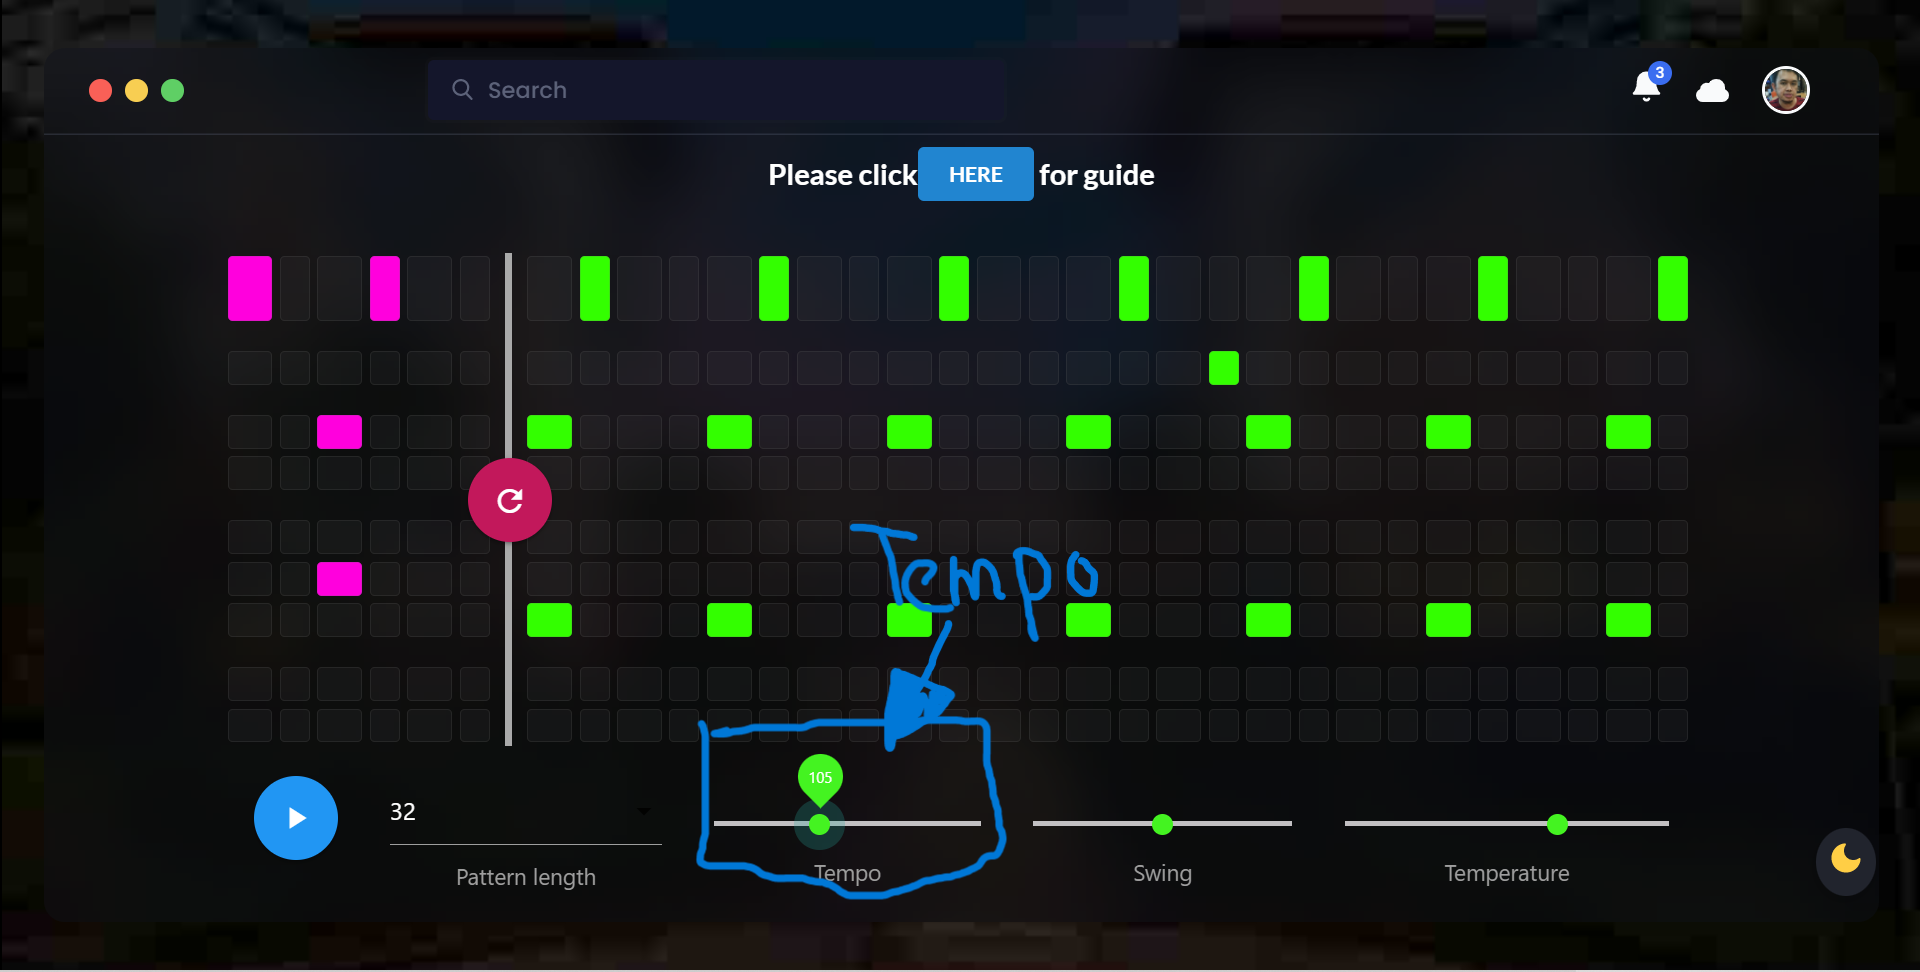 Search
3
Please click HERE for guide
Tempo
105
32
Pattern length
Tempo
Swing
Temperature